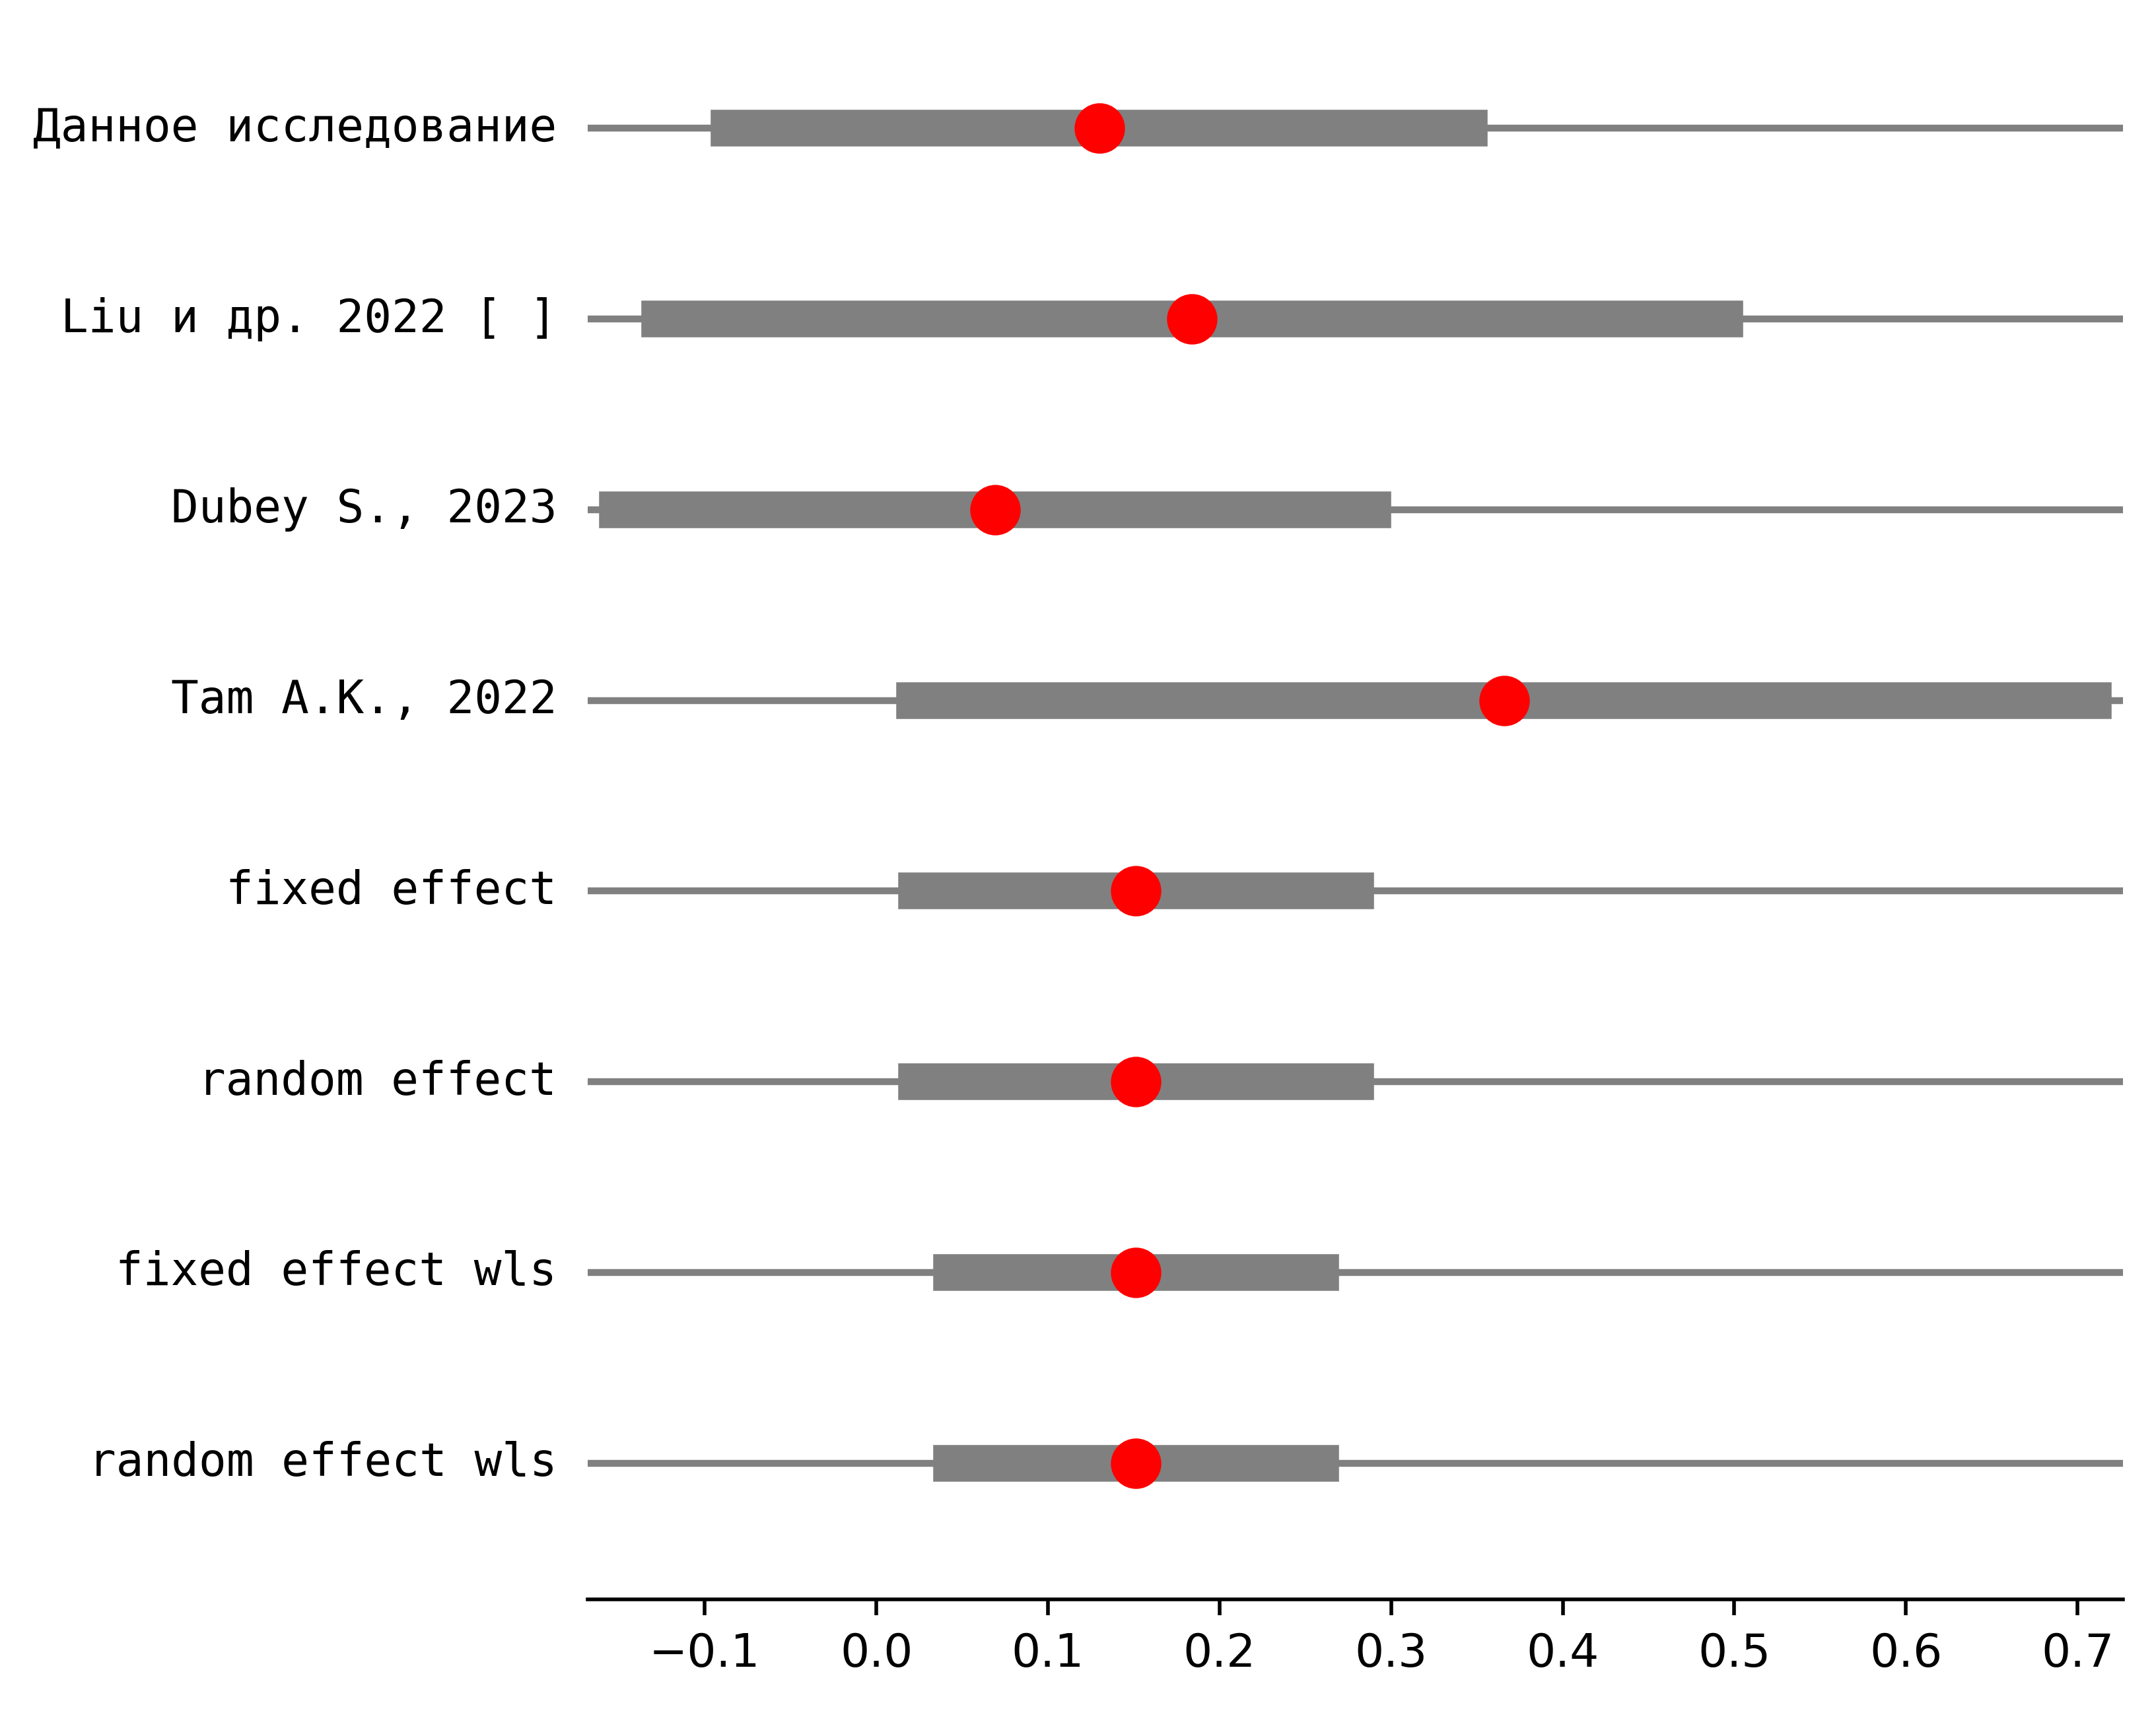 Данное исследование
Liu и др. 2022 [ ]
Dubey S., 2023
Tam A.K., 2022
fixed effect
random effect
fixed effect wls
random effect wls
−0.1 0.0 0.1 0.2 0.3 0.4 0.5 0.6 0.7